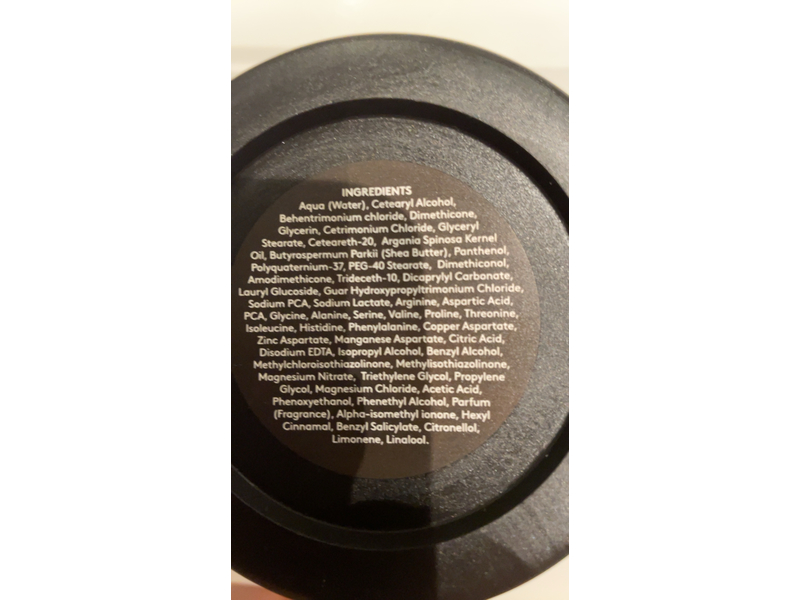 INGREDIENTS
Aqua (Water), Cetearyl Alcohol,
Behentrimonium chloride, Dimethicone,
Glycerin, Cetrimonium Chloride, Glyceryl
Stearate, Ceteareth-20, Argania Spinosa Kernel
Oil, Butyrospermum Parkii (Shea Butter), Panthenol,
Polyquaternium-37, PEG-40 Stearate, Dimethiconol,
Amodimethicone, Trideceth-10, Dicaprylyl Carbonate,
Lauryl Glucoside, Guar Hydroxypropyltrimonium Chloride,
Sodium PCA, Sodium Lactate, Arginine, Aspartic Acid,
PCA, Glycine, Alanine, Serine, Valine, Proline, Threonine,
Isoleucine, Histidine, Phenylalanine, Copper Aspartate,
Zinc Aspartate, Manganese Aspartate, Citric Acid,
Disodium EDTA, Isopropyl Alcohol, Benzyl Alcohol,
Methylchloroisothiazolinone, Methylisothiazolinone,
Magnesium Nitrate, Triethylene Glycol, Propylene
Glycol, Magnesium Chloride, Acetic Acid,
Phenoxyethanol, Phenethyl Alcohol, Parfum
(Fragrance), Alpha-isomethyl ionone, Hexyl
Cinnamal, Benzyl Salicylate, Citronellol,
Limonene, Linalool.